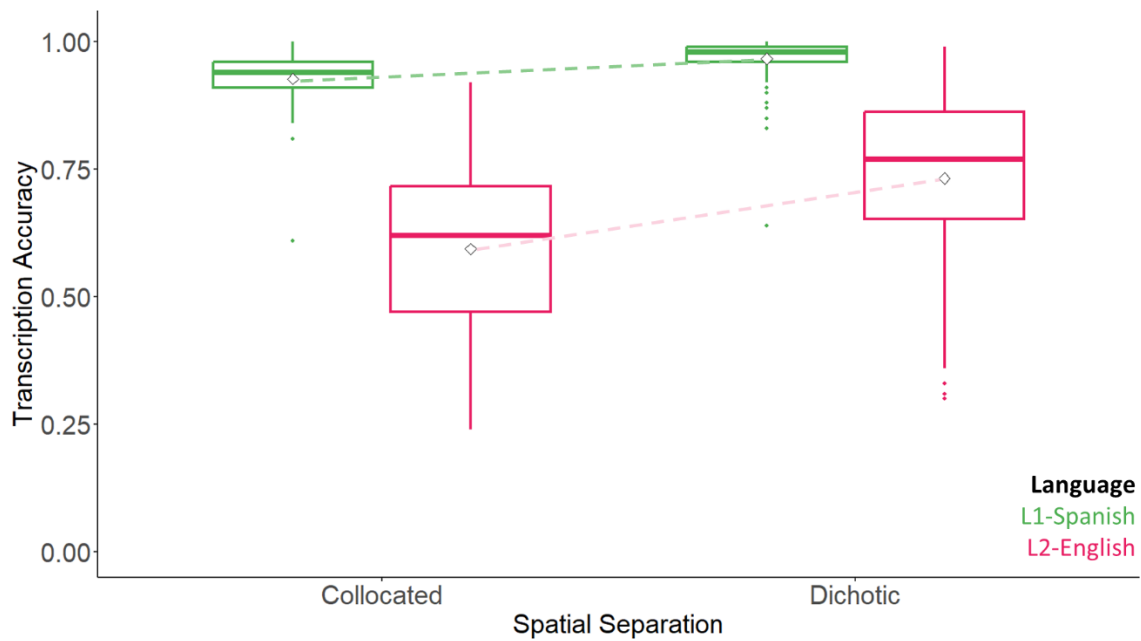 Transcription Accuracy
1.00
0.75
0.50
0.25
0.00
Collocated
Dichotic
Spatial Separation
Language
L1-Spanish
L2-English